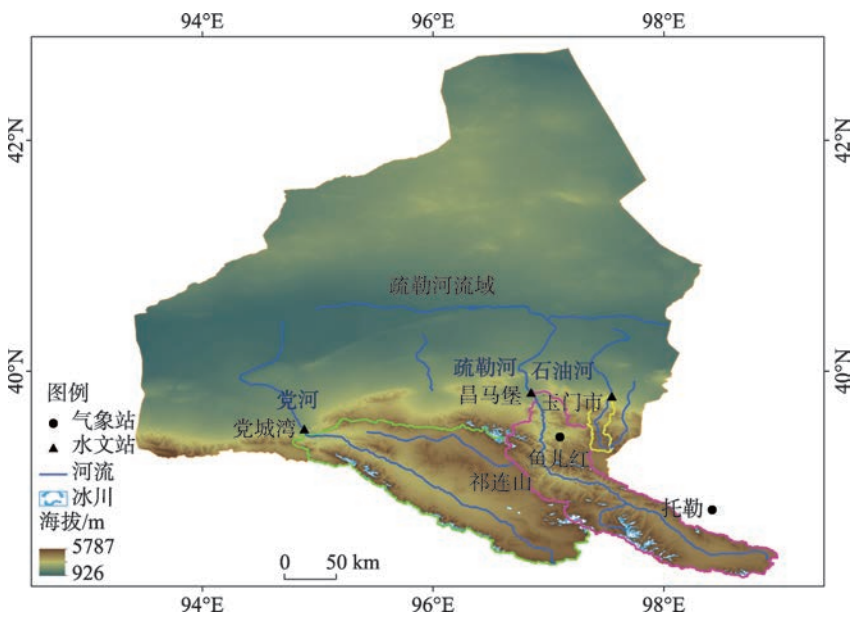 94°E 96°E 98°E
42°N 42°N
疏勒河流域
40°N 40°N
疏勒河 石油河
图例
党河 昌马堡 玉门市
气象站 党城湾
水文站
鱼儿红
河流 祁连山
冰川 托勒
海拔/m
5787
926
0 50 km
94°E 96°E 98°E